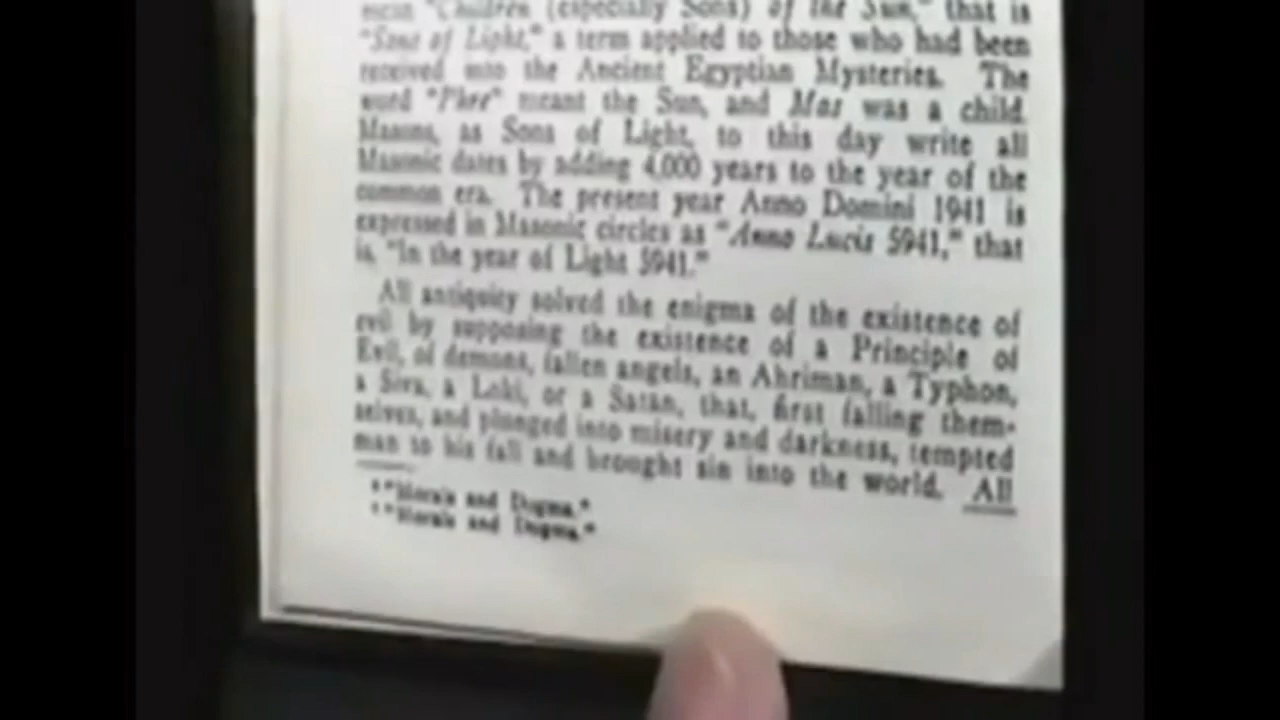 mean "Children (especially Sons) of the Sun," that is
"Sons of Light," a term applied to those who had been
received into the Ancient Egyptian Mysteries. The
word "Phre" meant the Sun, and Mas was a child.
Masons, as Sons of Light, to this day write all
Masonic dates by adding 4,000 years to the year of the
common era. The present year Anno Domini 1941 is
expressed in Masonic circles as "Anno Lucis 5941," that
is, "In the year of Light 5941."
All antiquity solved the enigma of the existence of
evil by supposing the existence of a Principle of
Evil, of demons, fallen angels, an Ahriman, a Typhon,
a Siva, a Loki, or a Satan, that, first falling them-
selves, and plunged into misery and darkness, tempted
man to his fall and brought sin into the world. All
"Morals and Dogma."
"Morals and Dogma."